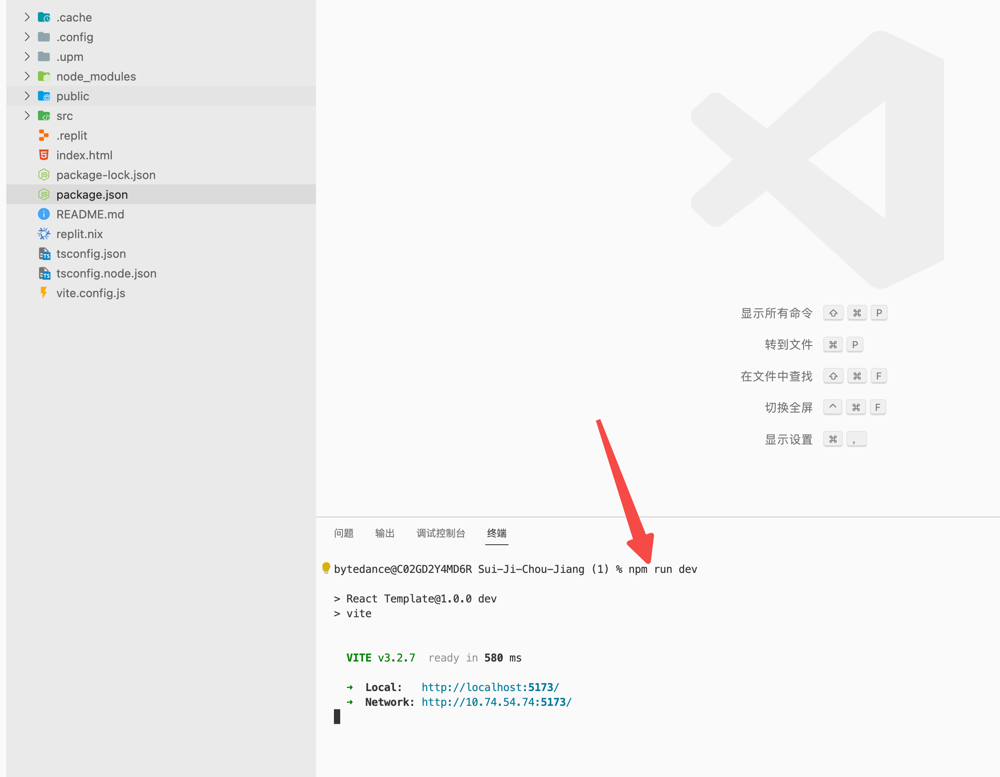 .cache
.config
.upm
node_modules
public
src
.replit
index.html
package-lock.json
package.json
README.md
replit.nix
tsconfig.json
tsconfig.node.json
vite.config.js
显示所有命令 ⇧ ⌘ P
转到文件 ⌘ P
在文件中查找 ⇧ ⌘ F
切换全屏 ^ ⌘ F
显示设置 ⌘ ,
问题 输出 调试控制台 终端
bytedance@C02GD2Y4MD6R Sui-Ji-Chou-Jiang (1) % npm run dev
> React Template@1.0.0 dev
> vite
VITE v3.2.7 ready in 580 ms
➜ Local: http://localhost:5173/
➜ Network: http://10.74.54.74:5173/